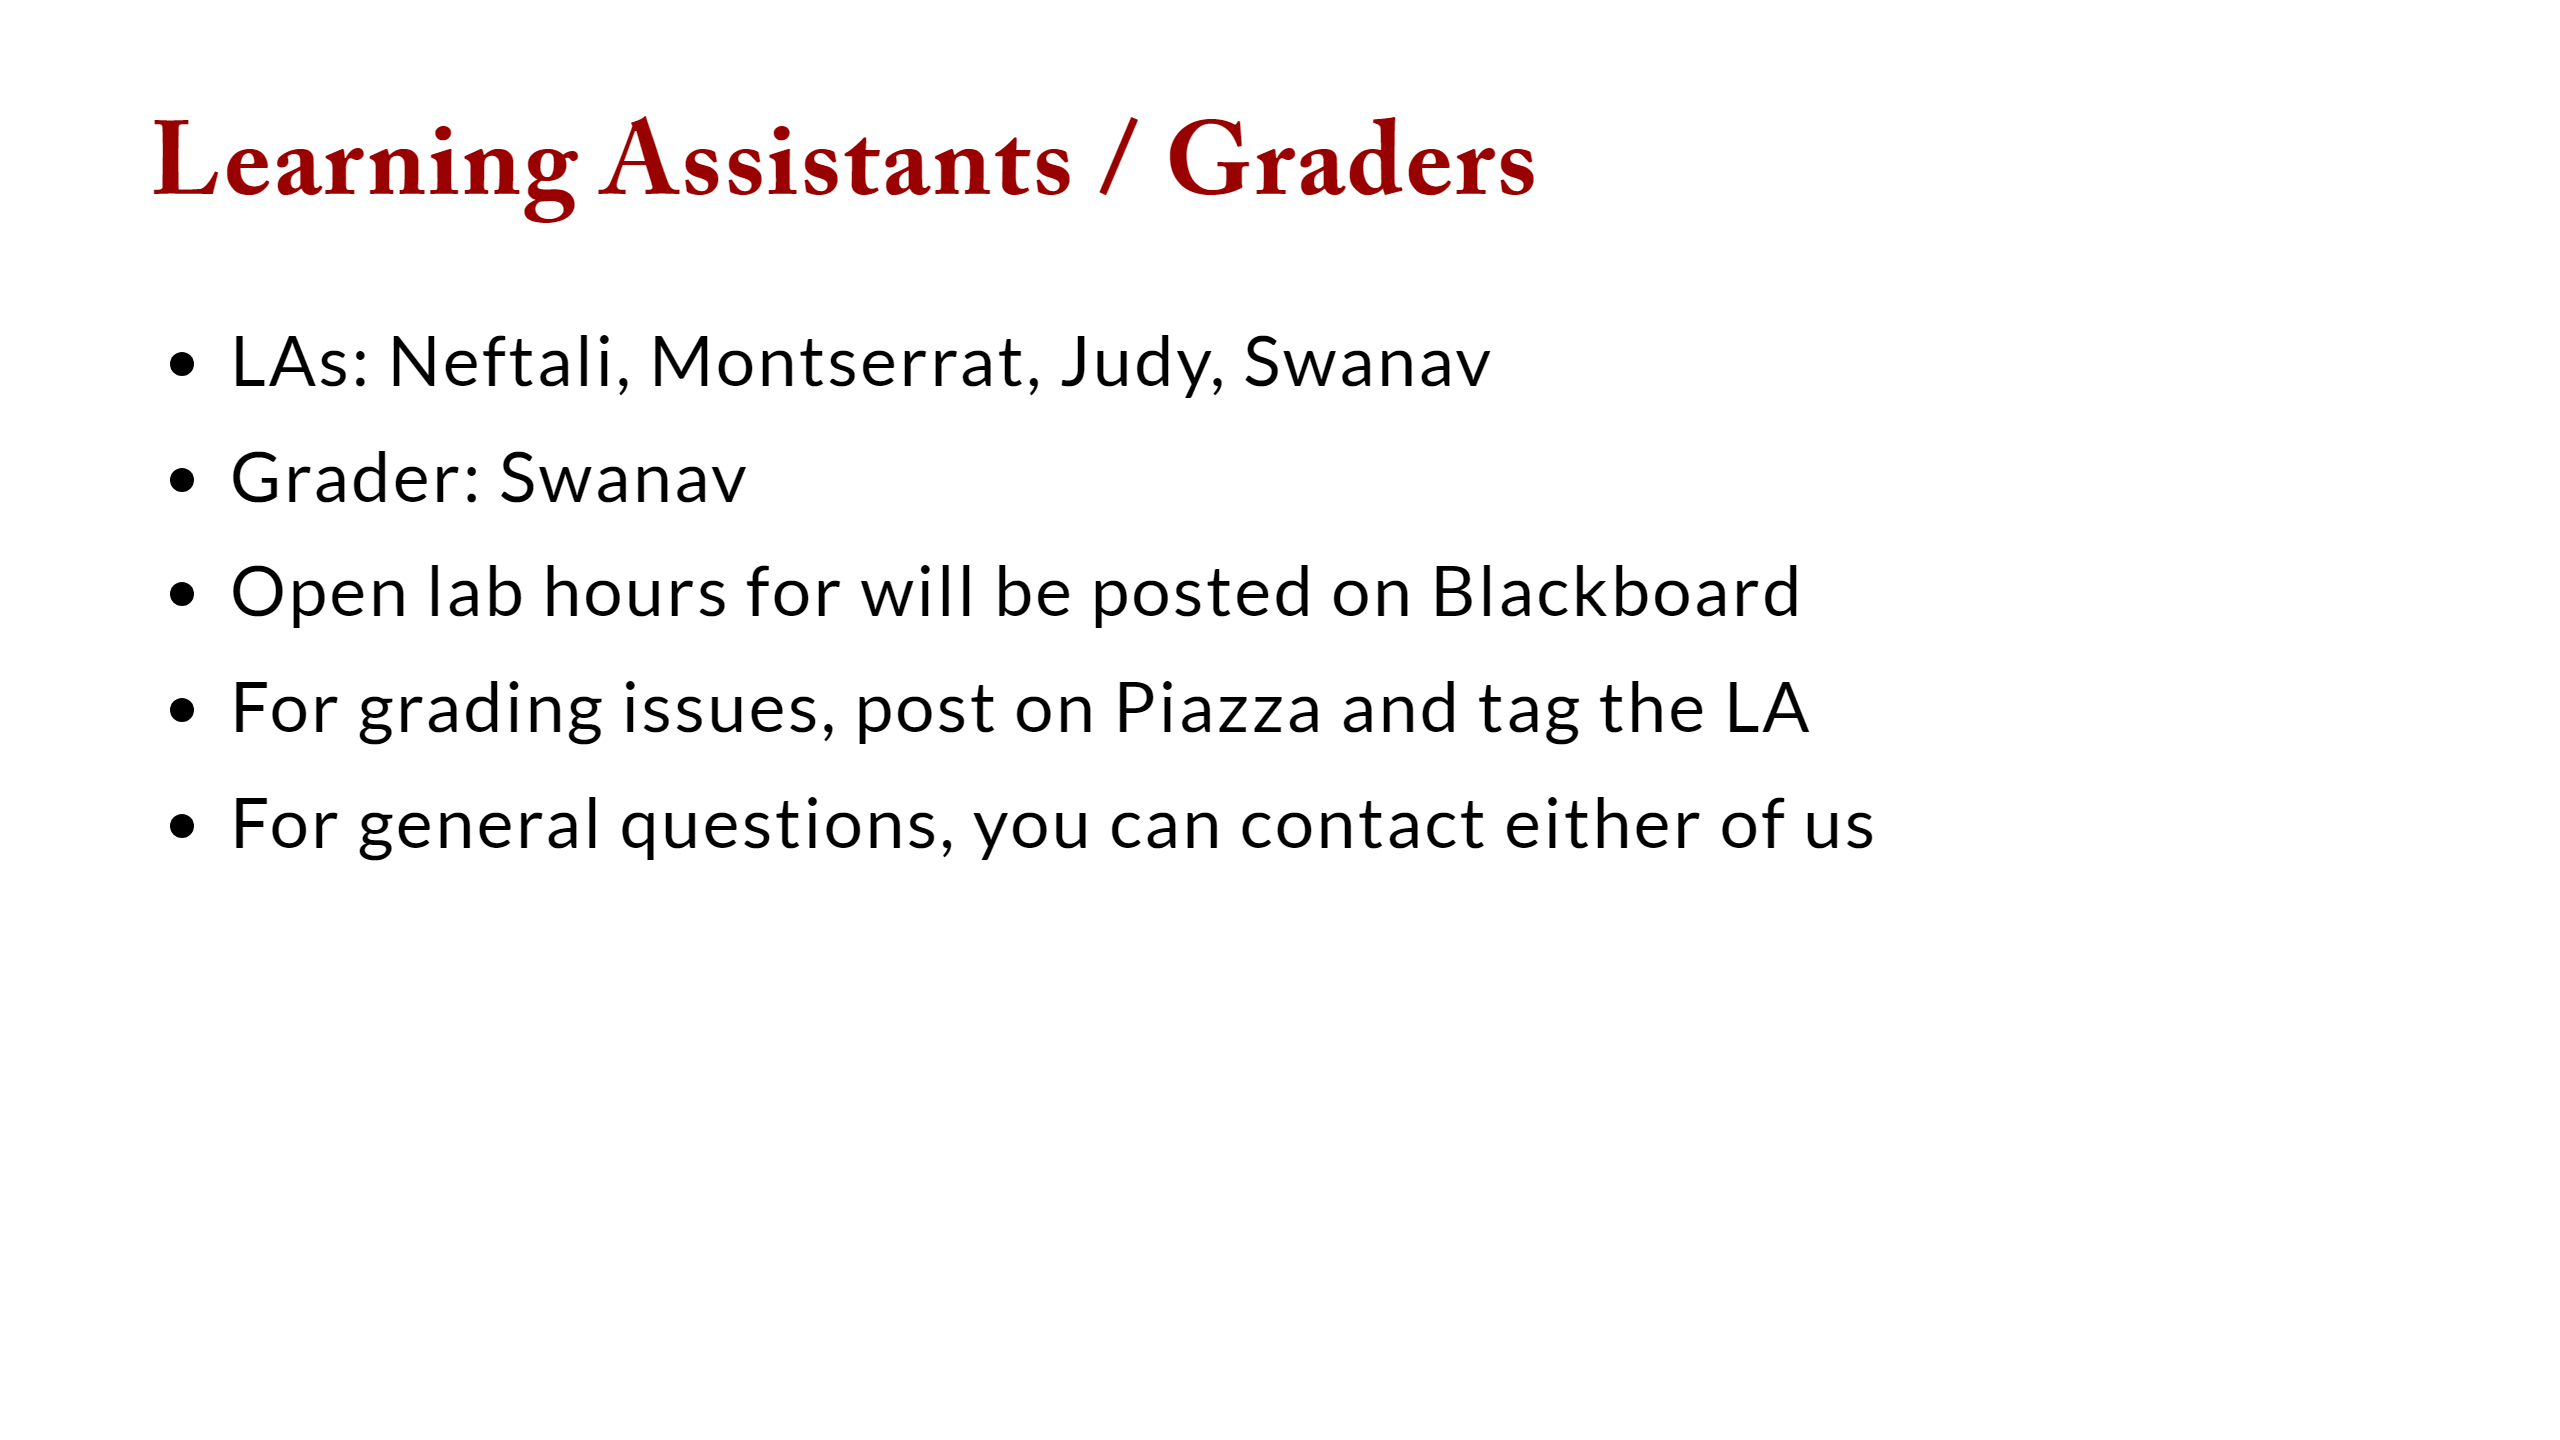 Learning Assistants / Graders
• LAs: Neftali, Montserrat, Judy, Swanav
• Grader: Swanav
• Open lab hours for will be posted on Blackboard
• For grading issues, post on Piazza and tag the LA
• For general questions, you can contact either of us